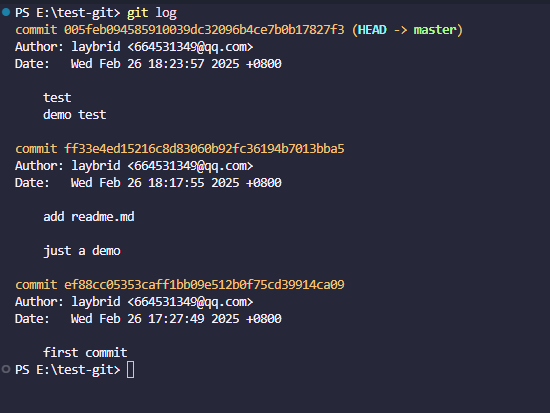 PS E:\test-git> git log
commit 005feb094585910039dc32096b4ce7b0b17827f3 (HEAD -> master)
Author: laybrid <664531349@qq.com>
Date:   Wed Feb 26 18:23:57 2025 +0800
test
demo test
commit ff33e4ed15216c8d83060b92fc36194b7013bba5
Author: laybrid <664531349@qq.com>
Date:   Wed Feb 26 18:17:55 2025 +0800
add readme.md
just a demo
commit ef88cc05353caff1bb09e512b0f75cd39914ca09
Author: laybrid <664531349@qq.com>
Date:   Wed Feb 26 17:27:49 2025 +0800
first commit
PS E:\test-git>